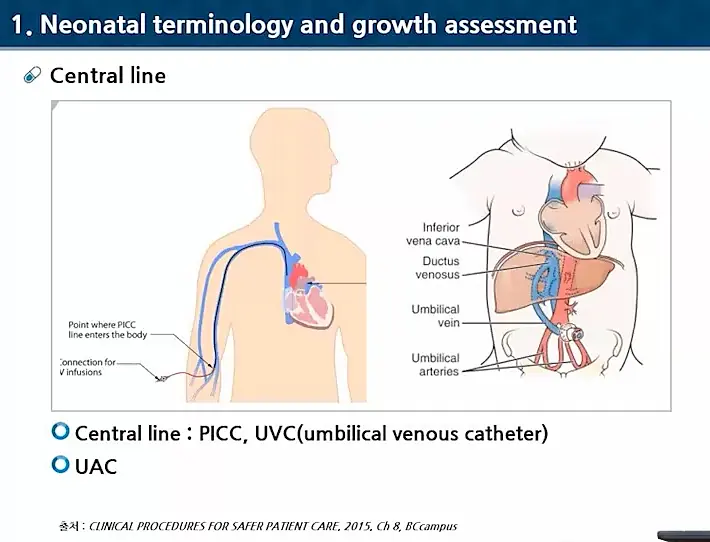 1. Neonatal terminology and growth assessment
Central line
Point where PICC
line enters the body
onnection for
V infusions
Inferior
vena cava
Ductus
venosus
Umbilical
vein
Umbilical
arteries
Central line : PICC, UVC(umbilical venous catheter)
UAC
출처 : CLINICAL PROCEDURES FOR SAFER PATIENT CARE, 2015, Ch 8, BCcampus